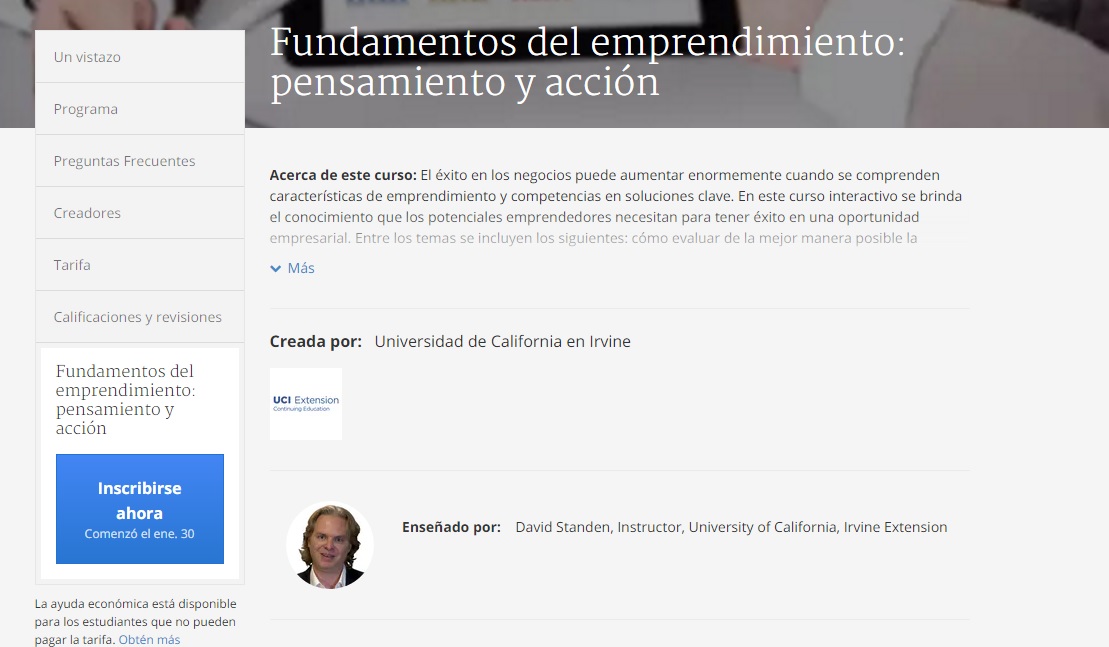 Fundamentos del emprendimiento:
pensamiento y acción
Un vistazo
Programa
Preguntas Frecuentes
Creadores
Tarifa
Calificaciones y revisiones
Fundamentos del
emprendimiento:
pensamiento y
acción
Inscribirse
ahora
Comenzó el ene. 30
La ayuda económica está disponible
para los estudiantes que no pueden
pagar la tarifa. Obtén más
Acerca de este curso: El éxito en los negocios puede aumentar enormemente cuando se comprenden
características de emprendimiento y competencias en soluciones clave. En este curso interactivo se brinda
el conocimiento que los potenciales emprendedores necesitan para tener éxito en una oportunidad
empresarial. Entre los temas se incluyen los siguientes: cómo evaluar de la mejor manera posible la
Más
Creada por: Universidad de California en Irvine
UCI Extension
Continuing Education
Enseñado por: David Standen, Instructor, University of California, Irvine Extension